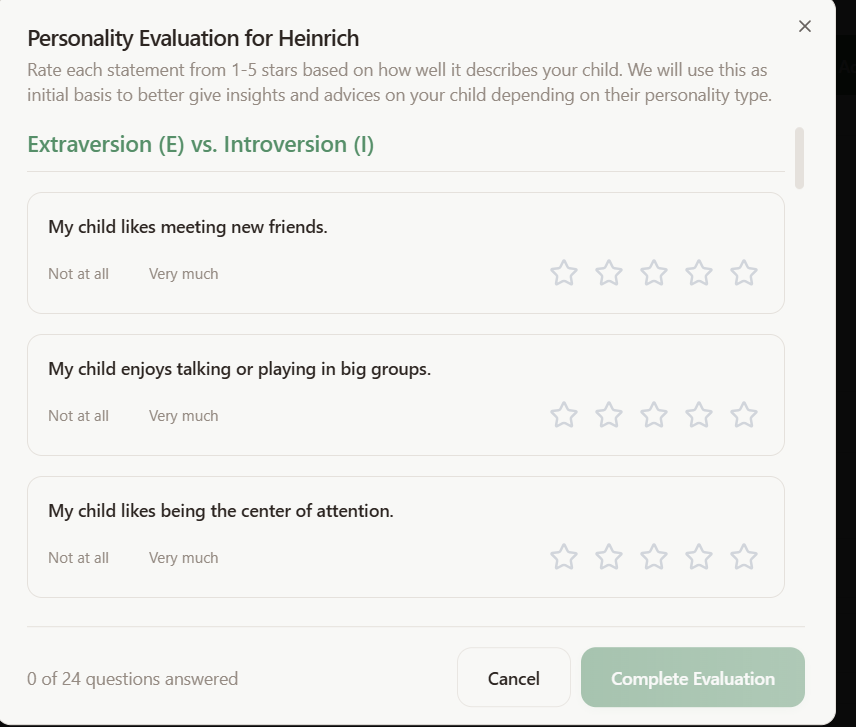 Personality Evaluation for Heinrich
Rate each statement from 1-5 stars based on how well it describes your child. We will use this as
initial basis to better give insights and advices on your child depending on their personality type.
Extraversion (E) vs. Introversion (I)
My child likes meeting new friends.
Not at all Very much
My child enjoys talking or playing in big groups.
Not at all Very much
My child likes being the center of attention.
Not at all Very much
0 of 24 questions answered
Cancel
Complete Evaluation